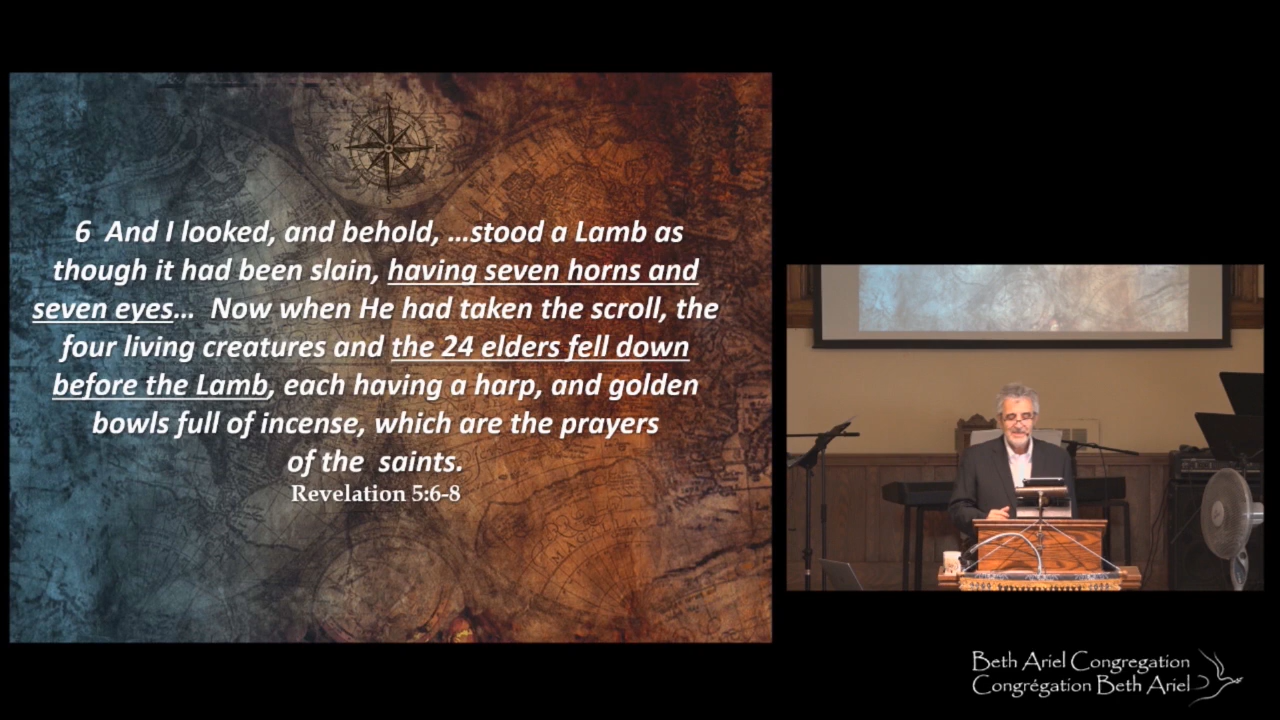 N
W
E
S
6 And I looked, and behold, …stood a Lamb as
though it had been slain, having seven horns and
seven eyes… Now when He had taken the scroll, the
four living creatures and the 24 elders fell down
before the Lamb, each having a harp, and golden
bowls full of incense, which are the prayers
of the saints.
Revelation 5:6-8
Beth Ariel Congregation
Congrégation Beth Ariel